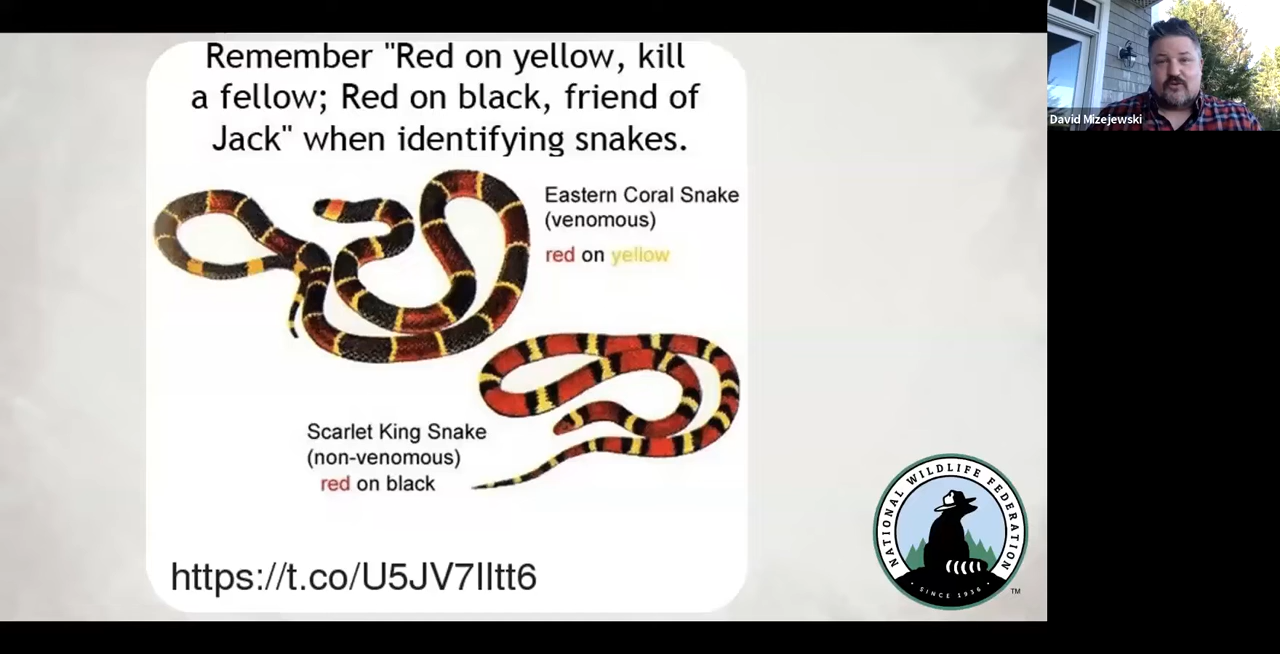 Remember "Red on yellow, kill
a fellow; Red on black, friend of
Jack" when identifying snakes.
Eastern Coral Snake
(venomous)
red on yellow
Scarlet King Snake
(non-venomous)
red on black
https://t.co/U5JV7IItt6
NATIONAL WILDLIFE FEDERATION
• SINCE 1936 •
TM
David Mizejewski